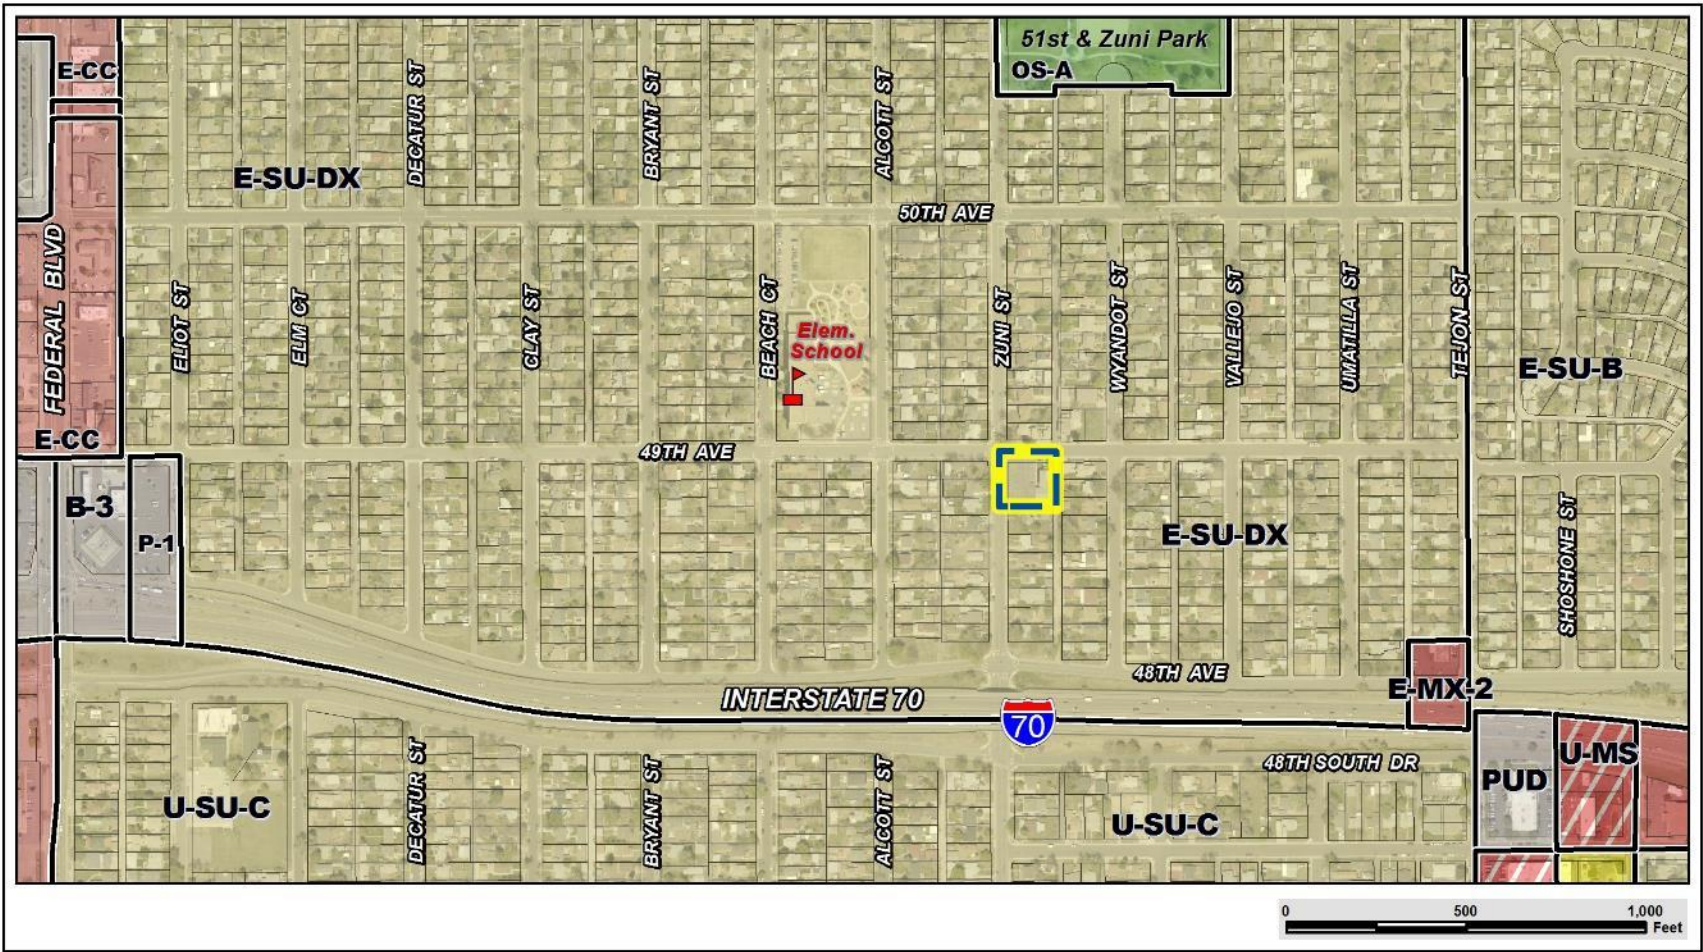 51st & Zuni Park
OS-A
E-CC
DECATUR ST
BRYANT ST
ALCOTT ST
E-SU-DX
50TH AVE
FEDERAL BLVD
ELIOT ST
ELM CT
CLAY ST
BEACH CT
Elem.
School
ZUNI ST
WYANDOT ST
VALLEJO ST
UMATILLA ST
TEJON ST
E-SU-B
E-CC
49TH AVE
B-3
P-1
E-SU-DX
SHOSHONE ST
48TH AVE
E-MX-2
INTERSTATE 70
70
48TH SOUTH DR
U-MS
PUD
U-SU-C
DECATUR ST
BRYANT ST
ALCOTT ST
U-SU-C
0 500 1,000
Feet